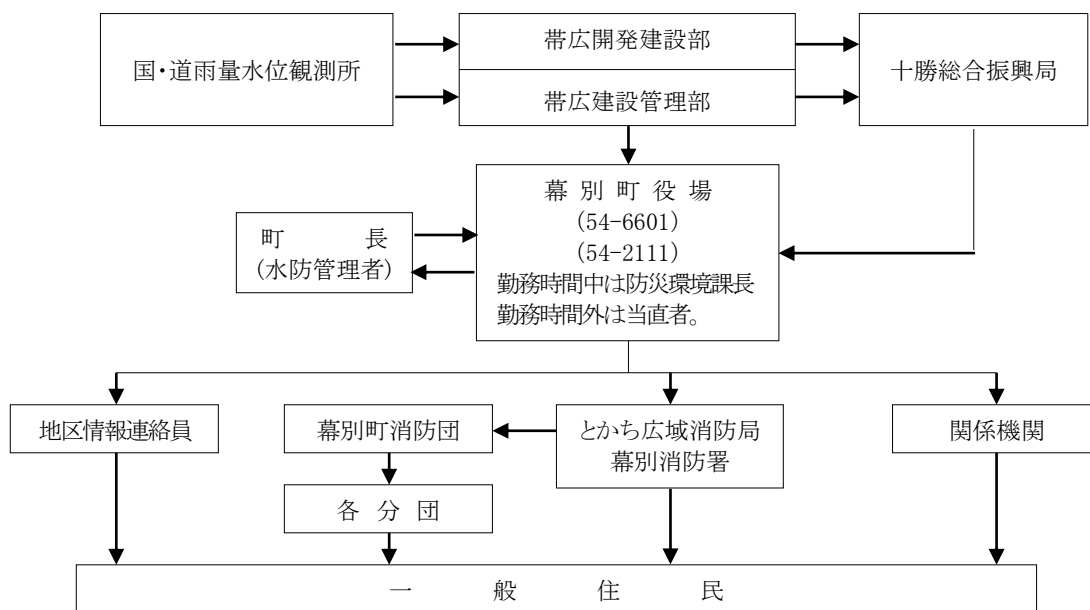 帯広開発建設部
国・道雨量水位観測所
十勝総合振興局
帯広建設管理部
幕 別 町 役 場
(54-6601)
(54-2111)
勤務時間中は防災環境課長
勤務時間外は当直者。
町 長
(水防管理者)
地区情報連絡員
幕別町消防団
とかち広域消防局
幕別消防署
関係機関
各 分 団
一 般 住 民